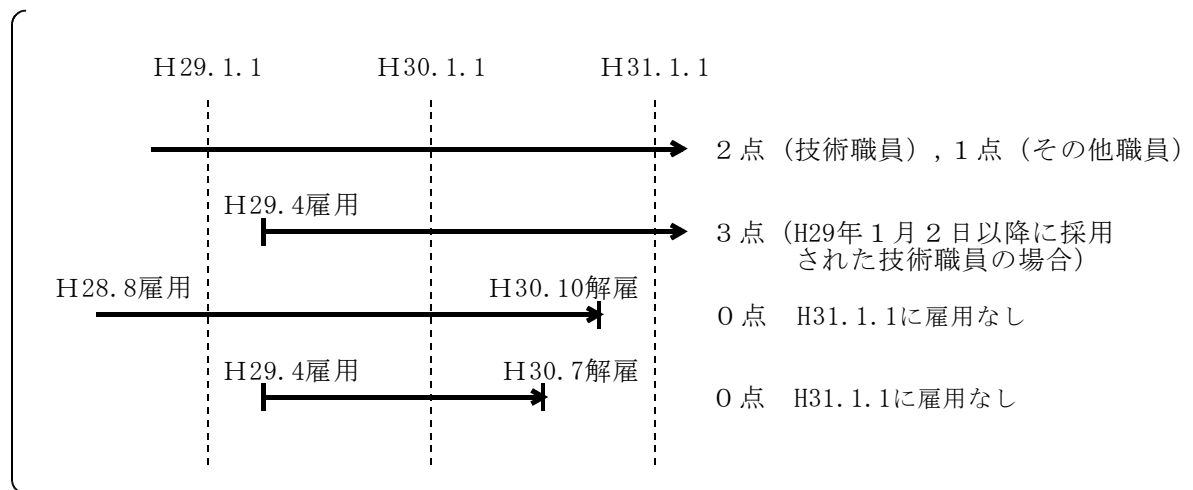 H29.1.1 H30.1.1 H31.1.1
2点（技術職員）,1点（その他職員）
H29.4雇用
3点（H29年1月2日以降に採用
された技術職員の場合）
H28.8雇用 H30.10解雇
0点 H31.1.1に雇用なし
H29.4雇用 H30.7解雇
0点 H31.1.1に雇用なし